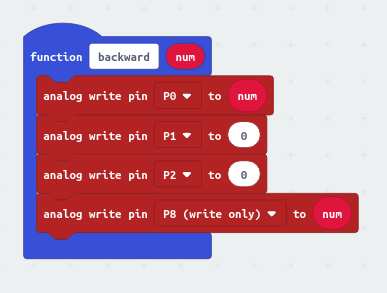 function backward num
analog write pin P0 to num
analog write pin P1 to 0
analog write pin P2 to 0
analog write pin P8 (write only) to num